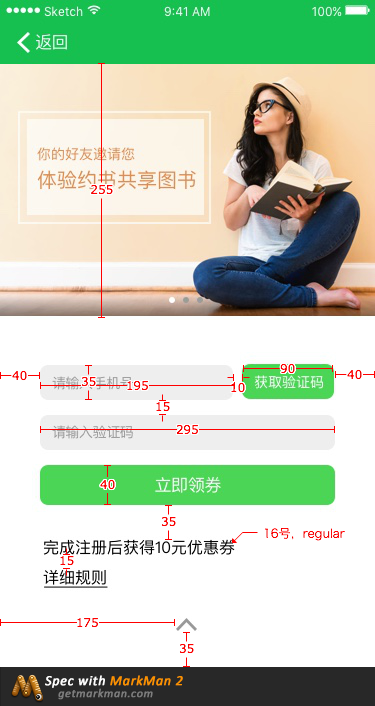 Sketch 9:41 AM 100%
返回
你的好友邀请您
体验约书共享图书
255
90
40 40
请输入手机号 获取验证码
35 195 10
15
请输入验证码
295
立即领券
40
35
16号，regular
完成注册后获得10元优惠券
15
详细规则
175
35
Spec with MarkMan 2
getmarkman.com